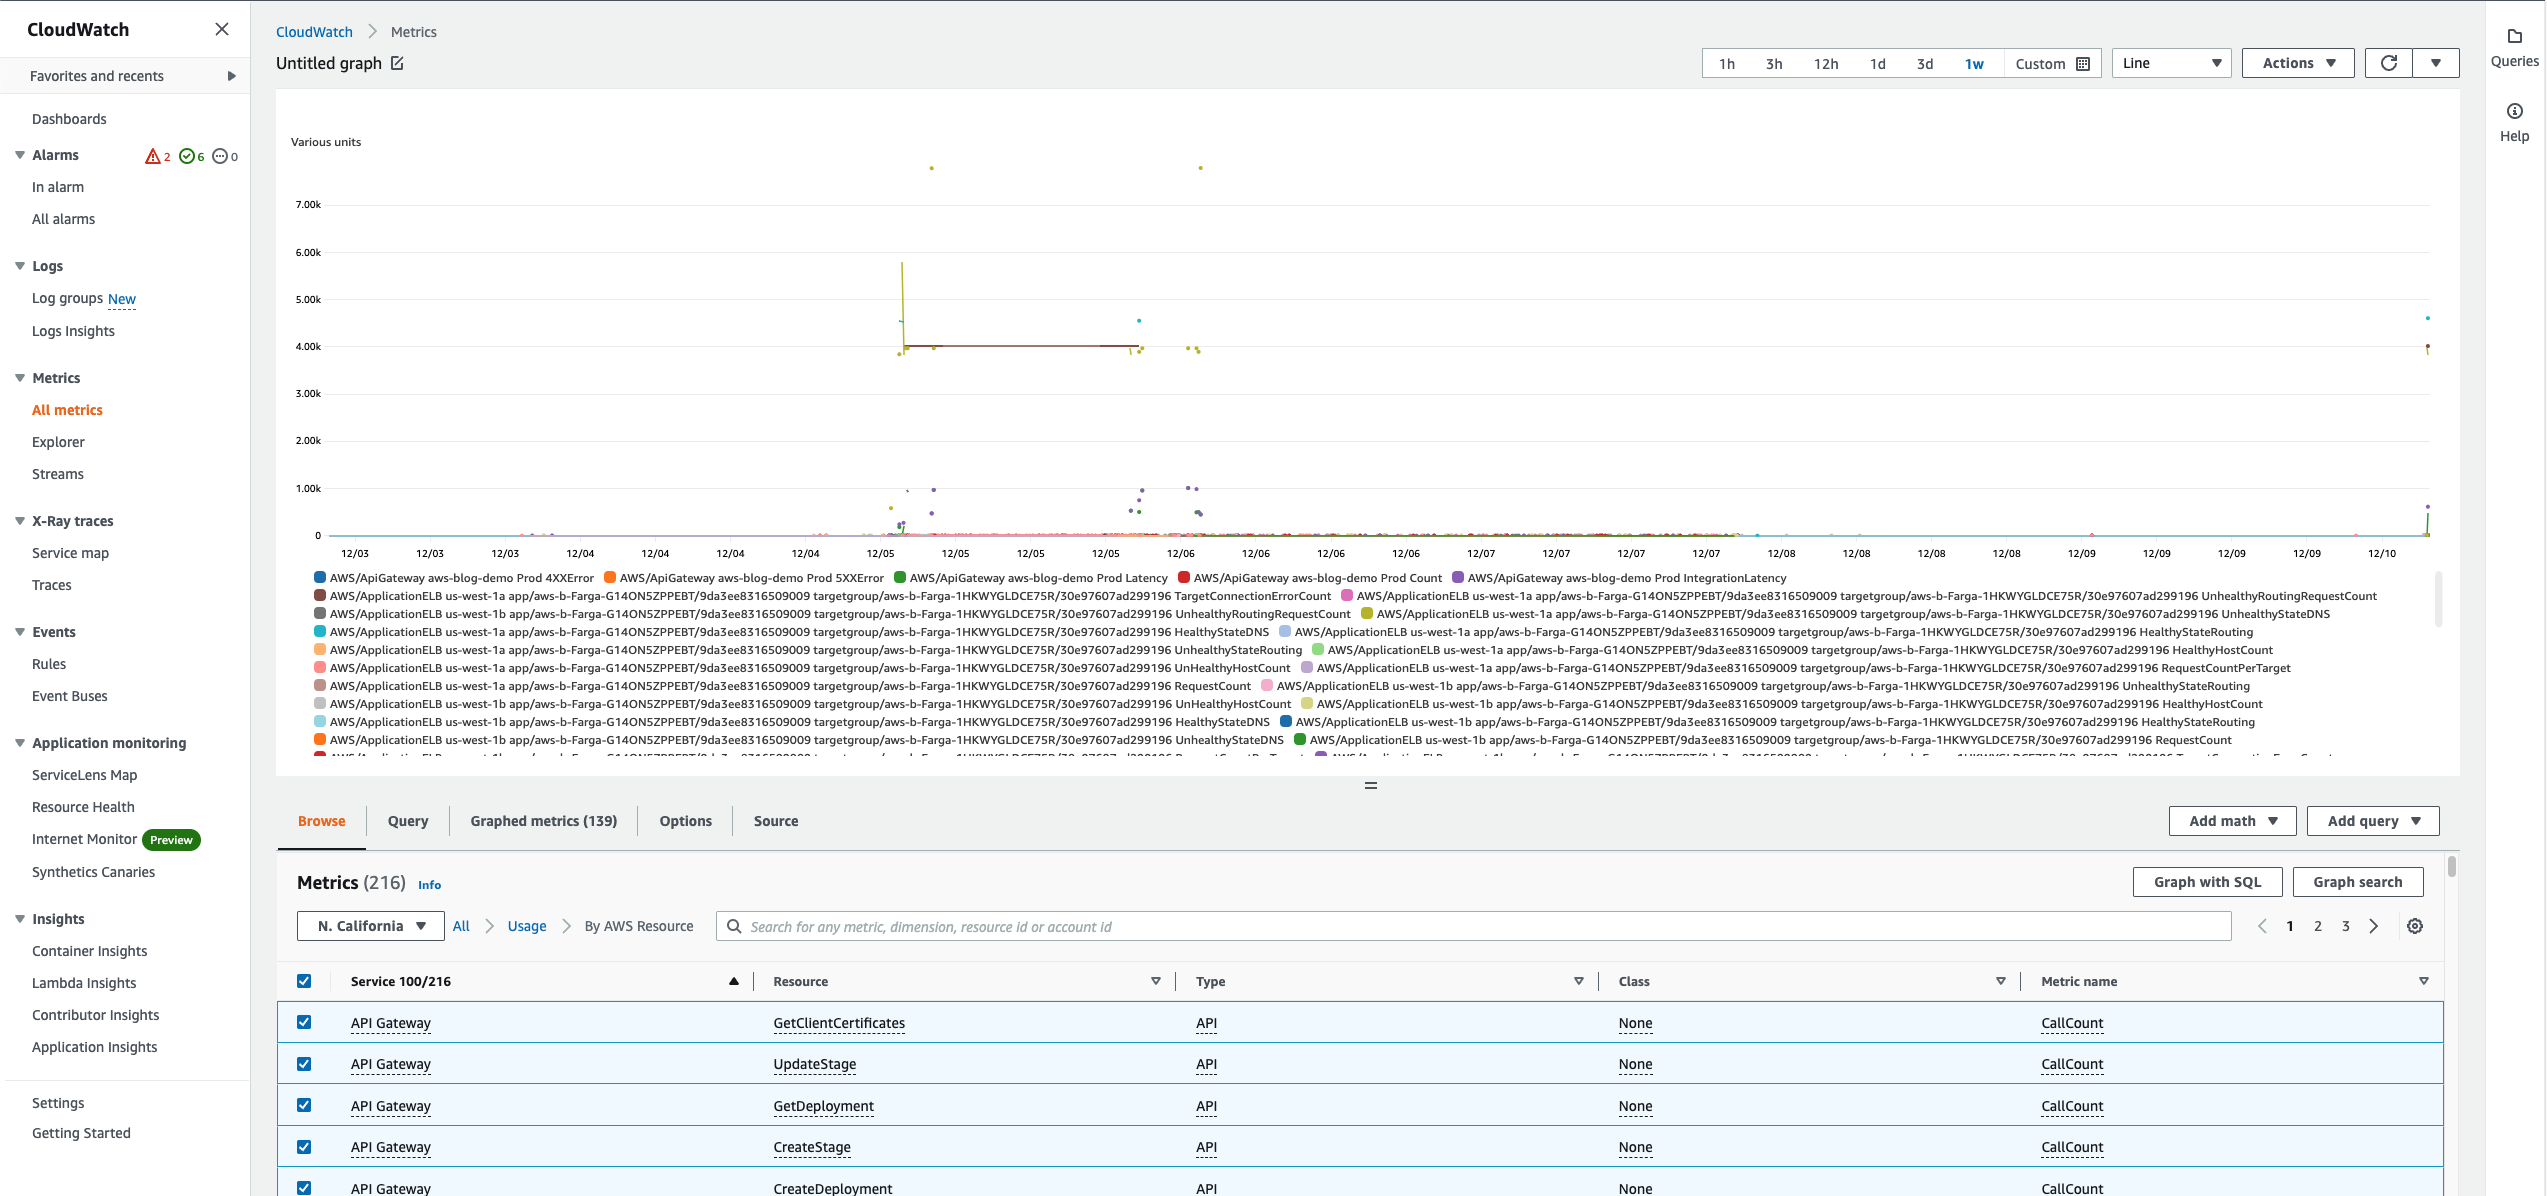 CloudWatch
Favorites and recents
Dashboards
Alarms 2 6 0
In alarm
All alarms
Logs
Log groups New
Logs Insights
Metrics
All metrics
Explorer
Streams
X-Ray traces
Service map
Traces
Events
Rules
Event Buses
Application monitoring
ServiceLens Map
Resource Health
Internet Monitor Preview
Synthetics Canaries
Insights
Container Insights
Lambda Insights
Contributor Insights
Application Insights
Settings
Getting Started
CloudWatch Metrics
Untitled graph
1h 3h 12h 1d 3d 1w Custom Line Actions
Various units
7.00k
6.00k
5.00k
4.00k
3.00k
2.00k
1.00k
0
12/03 12/03 12/03 12/04 12/04 12/04 12/04 12/05 12/05 12/05 12/05 12/06 12/06 12/06 12/06 12/07 12/07 12/07 12/07 12/08 12/08 12/08 12/08 12/09 12/09 12/09 12/09 12/10
AWS/ApiGateway aws-blog-demo Prod 4XXError AWS/ApiGateway aws-blog-demo Prod 5XXError AWS/ApiGateway aws-blog-demo Prod Latency AWS/ApiGateway aws-blog-demo Prod Count AWS/ApiGateway aws-blog-demo Prod IntegrationLatency
AWS/ApplicationELB us-west-1a app/aws-b-Farga-G14ON5ZPPEBT/9da3ee8316509009 targetgroup/aws-b-Farga-1HKWYGLDCE75R/30e97607ad299196 TargetConnectionErrorCount AWS/ApplicationELB us-west-1a app/aws-b-Farga-G14ON5ZPPEBT/9da3ee8316509009 targetgroup/aws-b-Farga-1HKWYGLDCE75R/30e97607ad299196 UnhealthyRoutingRequestCount
AWS/ApplicationELB us-west-1b app/aws-b-Farga-G14ON5ZPPEBT/9da3ee8316509009 targetgroup/aws-b-Farga-1HKWYGLDCE75R/30e97607ad299196 UnhealthyRoutingRequestCount AWS/ApplicationELB us-west-1a app/aws-b-Farga-G14ON5ZPPEBT/9da3ee8316509009 targetgroup/aws-b-Farga-1HKWYGLDCE75R/30e97607ad299196 UnhealthyStateDNS
AWS/ApplicationELB us-west-1a app/aws-b-Farga-G14ON5ZPPEBT/9da3ee8316509009 targetgroup/aws-b-Farga-1HKWYGLDCE75R/30e97607ad299196 HealthyStateDNS AWS/ApplicationELB us-west-1a app/aws-b-Farga-G14ON5ZPPEBT/9da3ee8316509009 targetgroup/aws-b-Farga-1HKWYGLDCE75R/30e97607ad299196 HealthyStateRouting
AWS/ApplicationELB us-west-1a app/aws-b-Farga-G14ON5ZPPEBT/9da3ee8316509009 targetgroup/aws-b-Farga-1HKWYGLDCE75R/30e97607ad299196 UnhealthyStateRouting AWS/ApplicationELB us-west-1a app/aws-b-Farga-G14ON5ZPPEBT/9da3ee8316509009 targetgroup/aws-b-Farga-1HKWYGLDCE75R/30e97607ad299196 HealthyHostCount
AWS/ApplicationELB us-west-1a app/aws-b-Farga-G14ON5ZPPEBT/9da3ee8316509009 targetgroup/aws-b-Farga-1HKWYGLDCE75R/30e97607ad299196 UnHealthyHostCount AWS/ApplicationELB us-west-1a app/aws-b-Farga-G14ON5ZPPEBT/9da3ee8316509009 targetgroup/aws-b-Farga-1HKWYGLDCE75R/30e97607ad299196 RequestCountPerTarget
AWS/ApplicationELB us-west-1a app/aws-b-Farga-G14ON5ZPPEBT/9da3ee8316509009 targetgroup/aws-b-Farga-1HKWYGLDCE75R/30e97607ad299196 RequestCount AWS/ApplicationELB us-west-1b app/aws-b-Farga-G14ON5ZPPEBT/9da3ee8316509009 targetgroup/aws-b-Farga-1HKWYGLDCE75R/30e97607ad299196 UnhealthyStateRouting
AWS/ApplicationELB us-west-1b app/aws-b-Farga-G14ON5ZPPEBT/9da3ee8316509009 targetgroup/aws-b-Farga-1HKWYGLDCE75R/30e97607ad299196 UnHealthyHostCount AWS/ApplicationELB us-west-1b app/aws-b-Farga-G14ON5ZPPEBT/9da3ee8316509009 targetgroup/aws-b-Farga-1HKWYGLDCE75R/30e97607ad299196 HealthyHostCount
AWS/ApplicationELB us-west-1b app/aws-b-Farga-G14ON5ZPPEBT/9da3ee8316509009 targetgroup/aws-b-Farga-1HKWYGLDCE75R/30e97607ad299196 HealthyStateDNS AWS/ApplicationELB us-west-1b app/aws-b-Farga-G14ON5ZPPEBT/9da3ee8316509009 targetgroup/aws-b-Farga-1HKWYGLDCE75R/30e97607ad299196 HealthyStateRouting
AWS/ApplicationELB us-west-1b app/aws-b-Farga-G14ON5ZPPEBT/9da3ee8316509009 targetgroup/aws-b-Farga-1HKWYGLDCE75R/30e97607ad299196 UnhealthyStateDNS AWS/ApplicationELB us-west-1b app/aws-b-Farga-G14ON5ZPPEBT/9da3ee8316509009 targetgroup/aws-b-Farga-1HKWYGLDCE75R/30e97607ad299196 RequestCount
Browse Query Graphed metrics (139) Options Source Add math Add query
Metrics (216) Info Graph with SQL Graph search
N. California All Usage By AWS Resource Search for any metric, dimension, resource id or account id 1 2 3
Service 100/216 Resource Type Class Metric name
API Gateway GetClientCertificates API None CallCount
API Gateway UpdateStage API None CallCount
API Gateway GetDeployment API None CallCount
API Gateway CreateStage API None CallCount
API Gateway CreateDeployment API None CallCount
Queries
Help